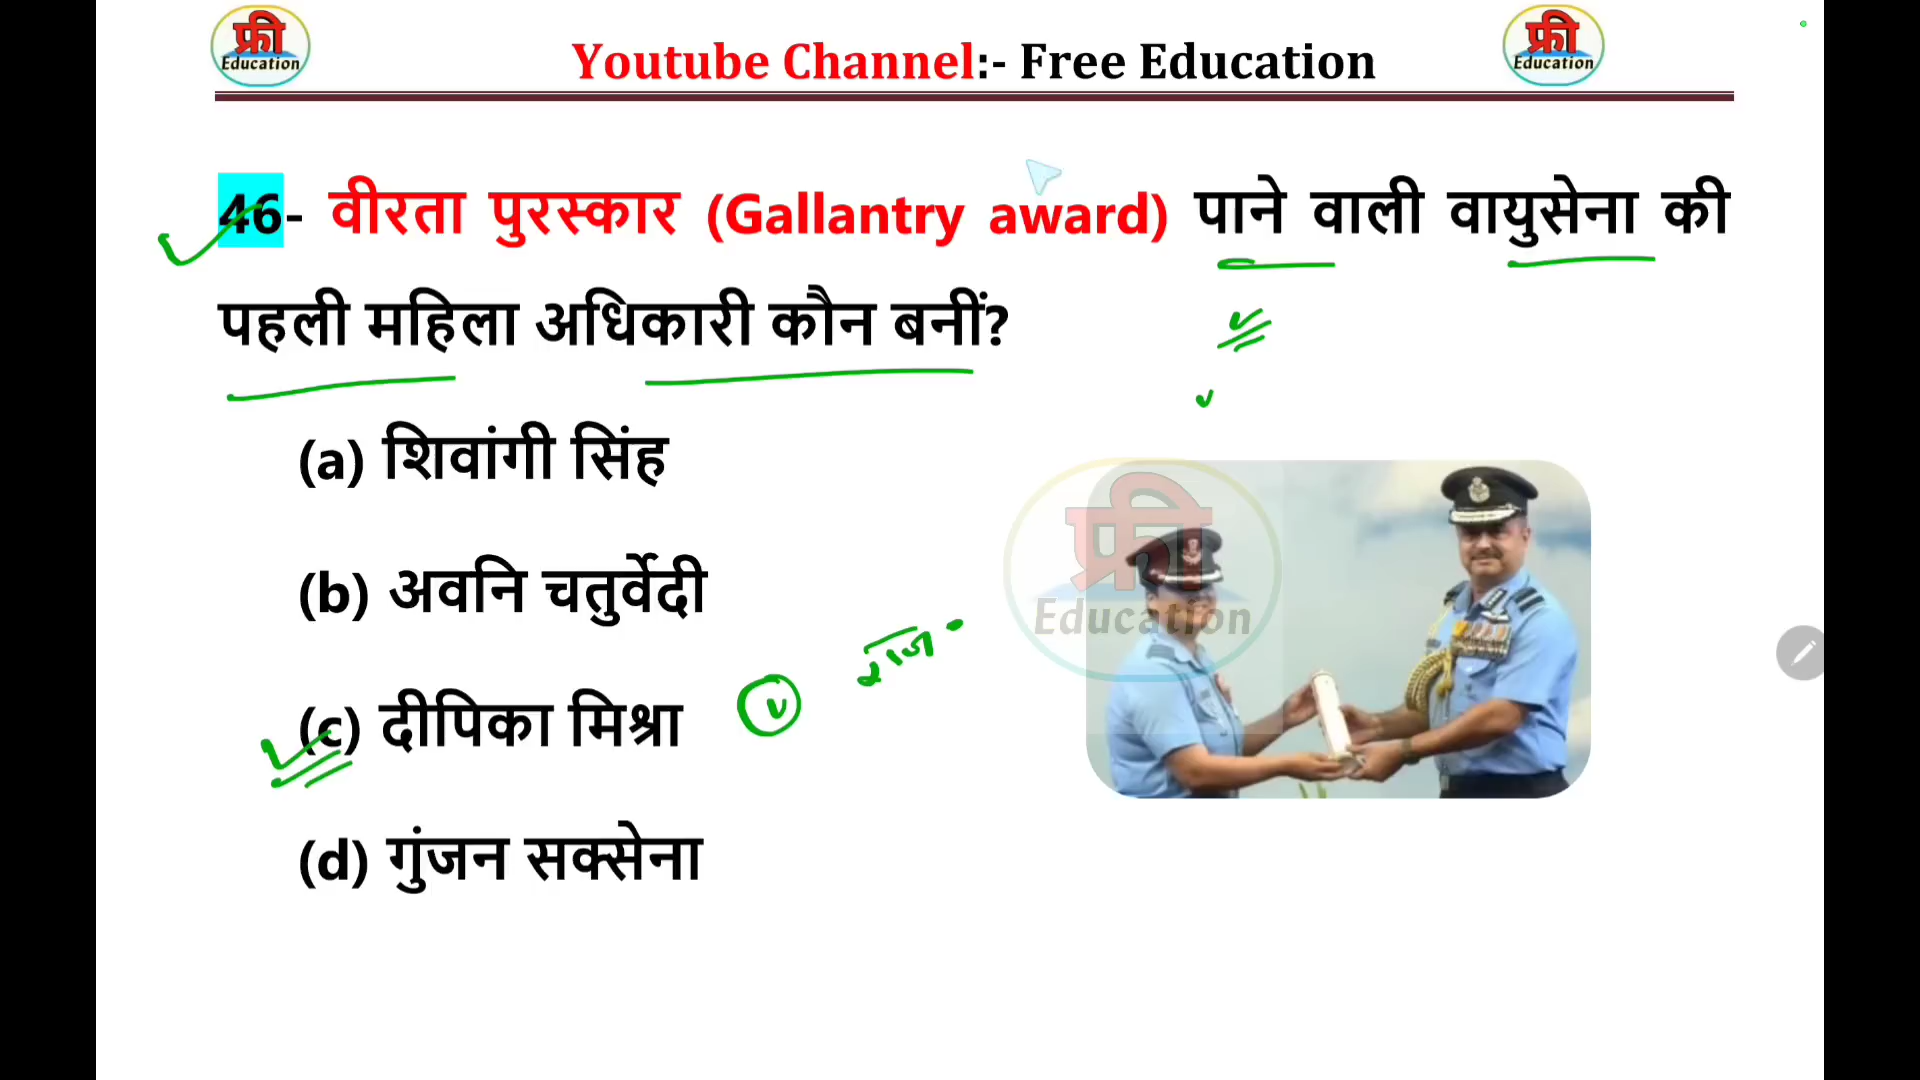 फ्री
Education
Youtube Channel:- Free Education
फ्री
Education
46- वीरता पुरस्कार (Gallantry award) पाने वाली वायुसेना की
पहली महिला अधिकारी कौन बनीं?
(a) शिवांगी सिंह
(b) अवनि चतुर्वेदी
(c) दीपिका मिश्रा
राज
(d) गुंजन सक्सेना
फ्री
Education